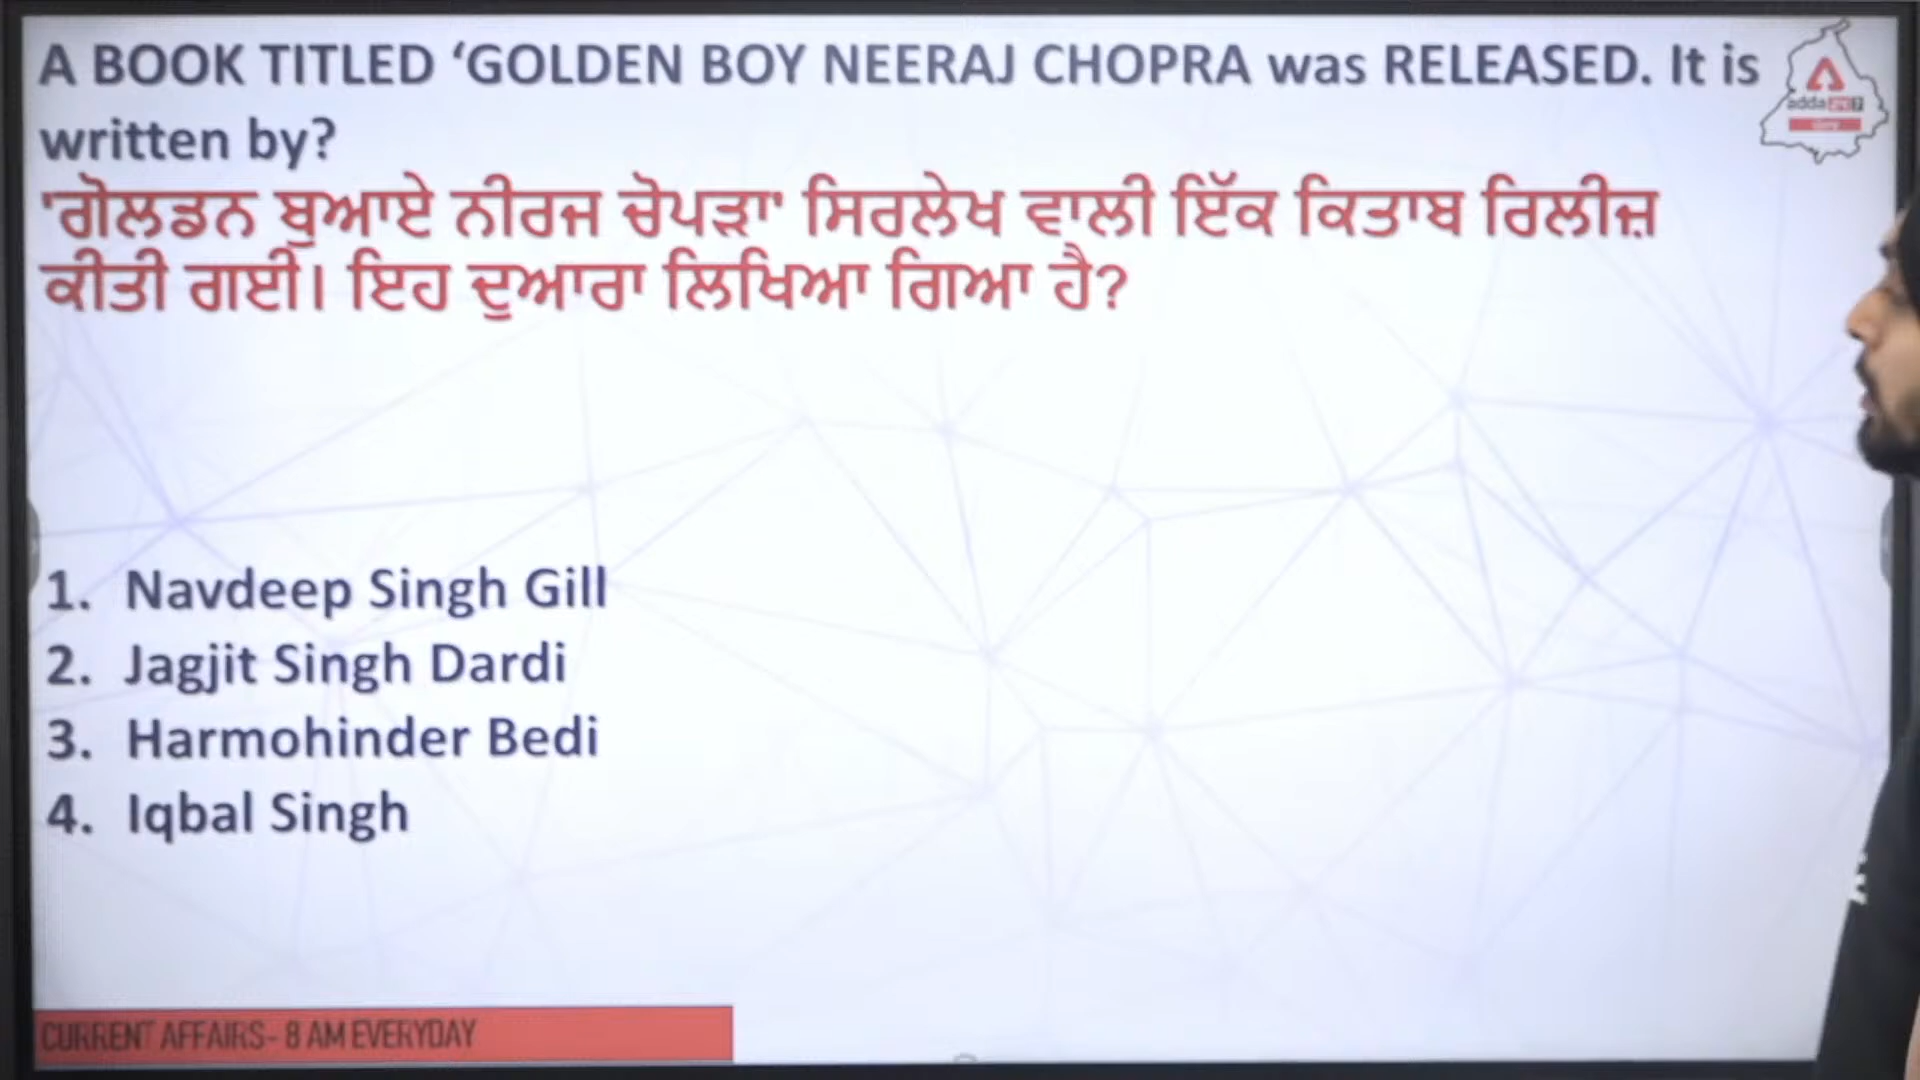 A BOOK TITLED ‘GOLDEN BOY NEERAJ CHOPRA was RELEASED. It is
written by?
'ਗੋਲਡਨ ਬੁਆਏ ਨੀਰਜ ਚੋਪੜਾ' ਸਿਰਲੇਖ ਵਾਲੀ ਇੱਕ ਕਿਤਾਬ ਰਿਲੀਜ਼
ਕੀਤੀ ਗਈ। ਇਹ ਦੁਆਰਾ ਲਿਖਿਆ ਗਿਆ ਹੈ?
adda247
1. Navdeep Singh Gill
2. Jagjit Singh Dardi
3. Harmohinder Bedi
4. Iqbal Singh
CURRENT AFFAIRS- 8 AM EVERYDAY